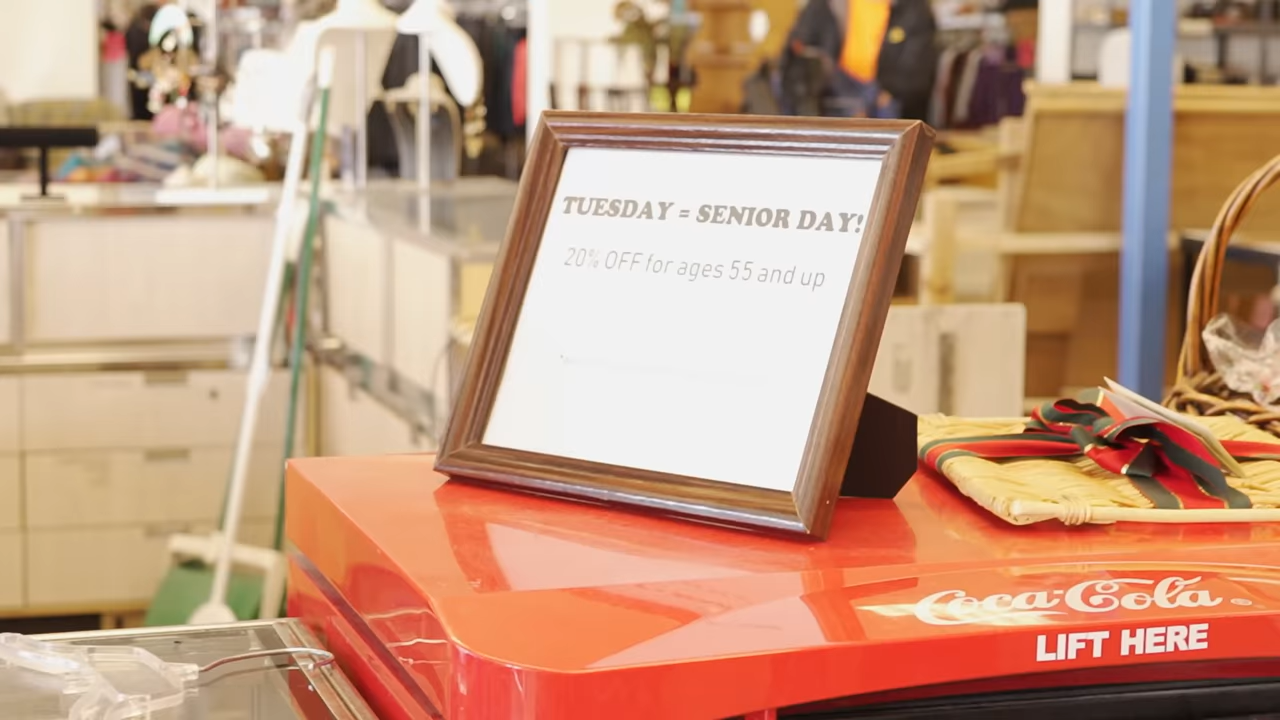 TUESDAY = SENIOR DAY!
20% OFF for ages 55 and up
Coca-Cola
LIFT HERE